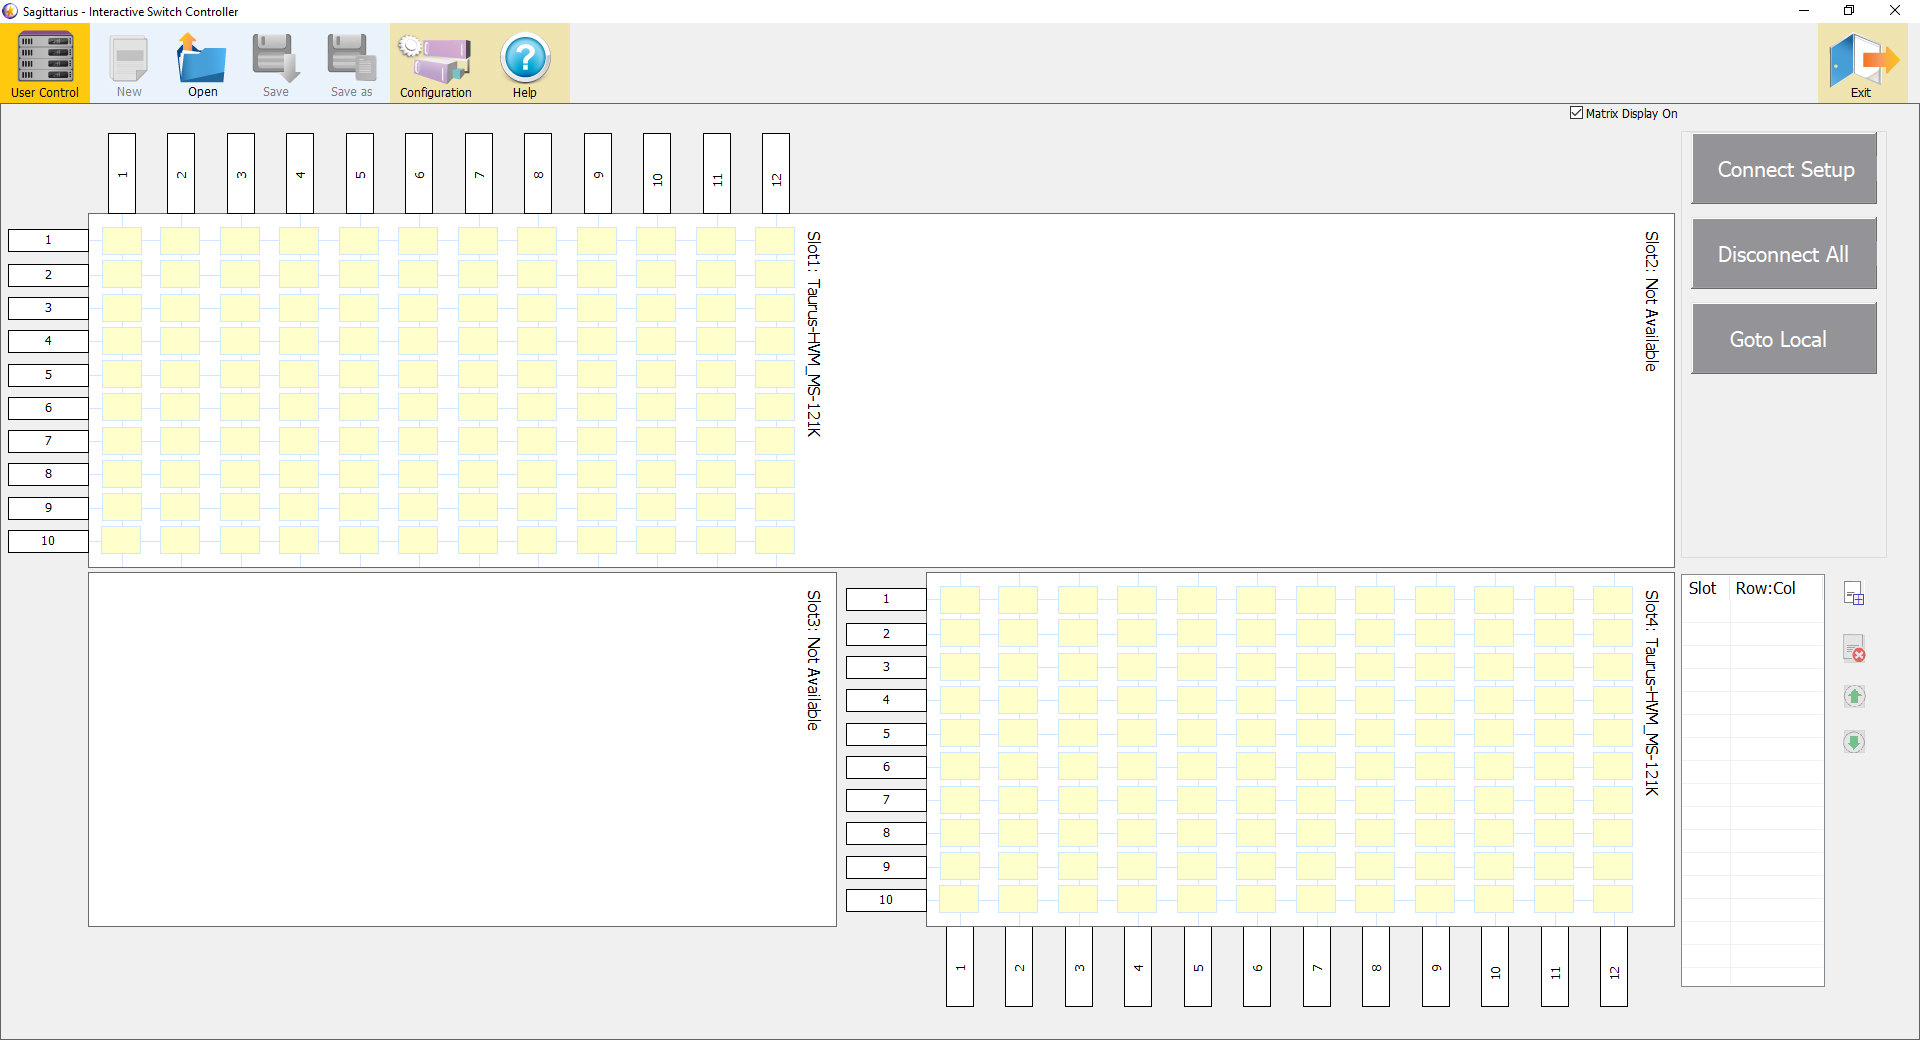 Sagittarius - Interactive Switch Controller
User Control
New
Open
Save
Save as
Configuration
Help
Exit
Matrix Display On
1 2 3 4 5 6 7 8 9 10 11 12
1
2
3
4
5
6
7
8
9
10
Slot1: Taurus-HVM_MS-121K
Slot2: Not Available
Connect Setup
Disconnect All
Goto Local
Slot3: Not Available
1
2
3
4
5
6
7
8
9
10
Slot4: Taurus-HVM_MS-121K
1 2 3 4 5 6 7 8 9 10 11 12
Slot Row:Col